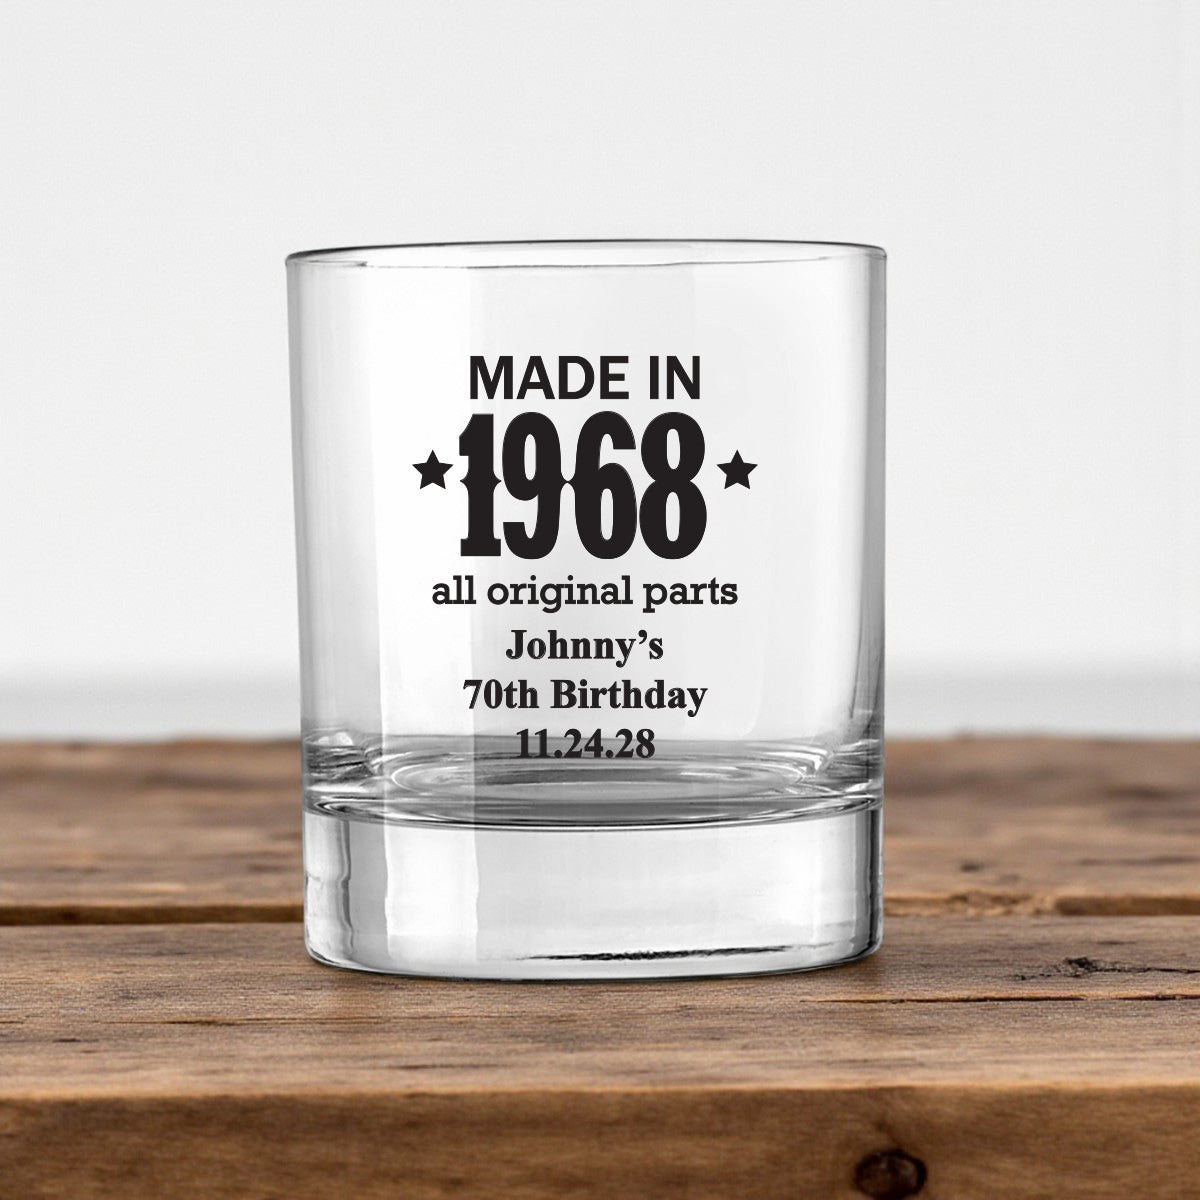 MADE IN
★ 1968 ★
all original parts
Johnny’s
70th Birthday
11.24.28